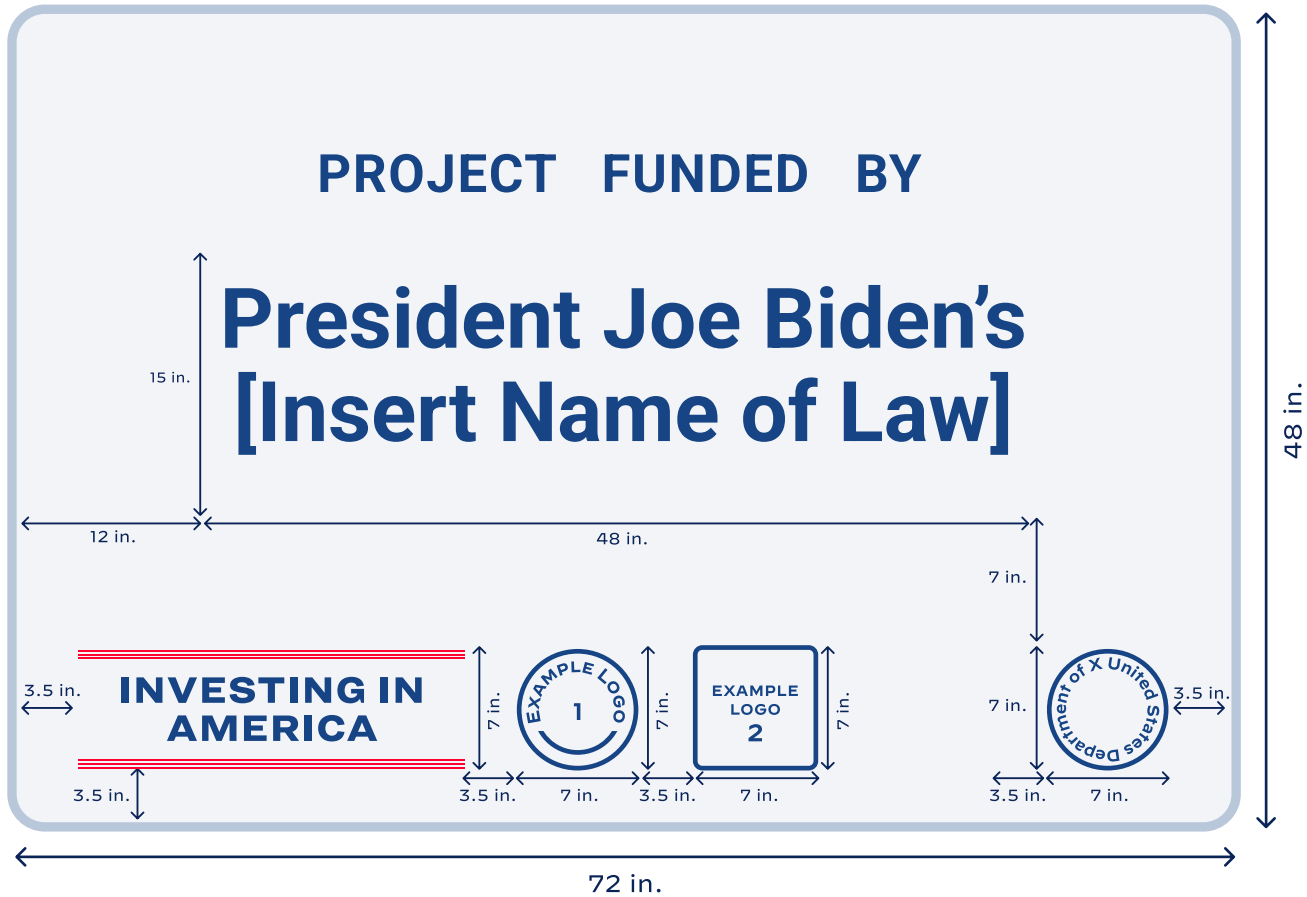 PROJECT FUNDED BY
President Joe Biden’s
[Insert Name of Law]
15 in.
48 in.
12 in.
48 in.
7 in.
INVESTING IN
AMERICA
3.5 in.
3.5 in.
7 in.
EXAMPLE LOGO
1
7 in.
EXAMPLE
LOGO
2
7 in.
7 in.
Department of X United States
3.5 in.
3.5 in.
7 in.
3.5 in.
7 in.
3.5 in.
7 in.
72 in.